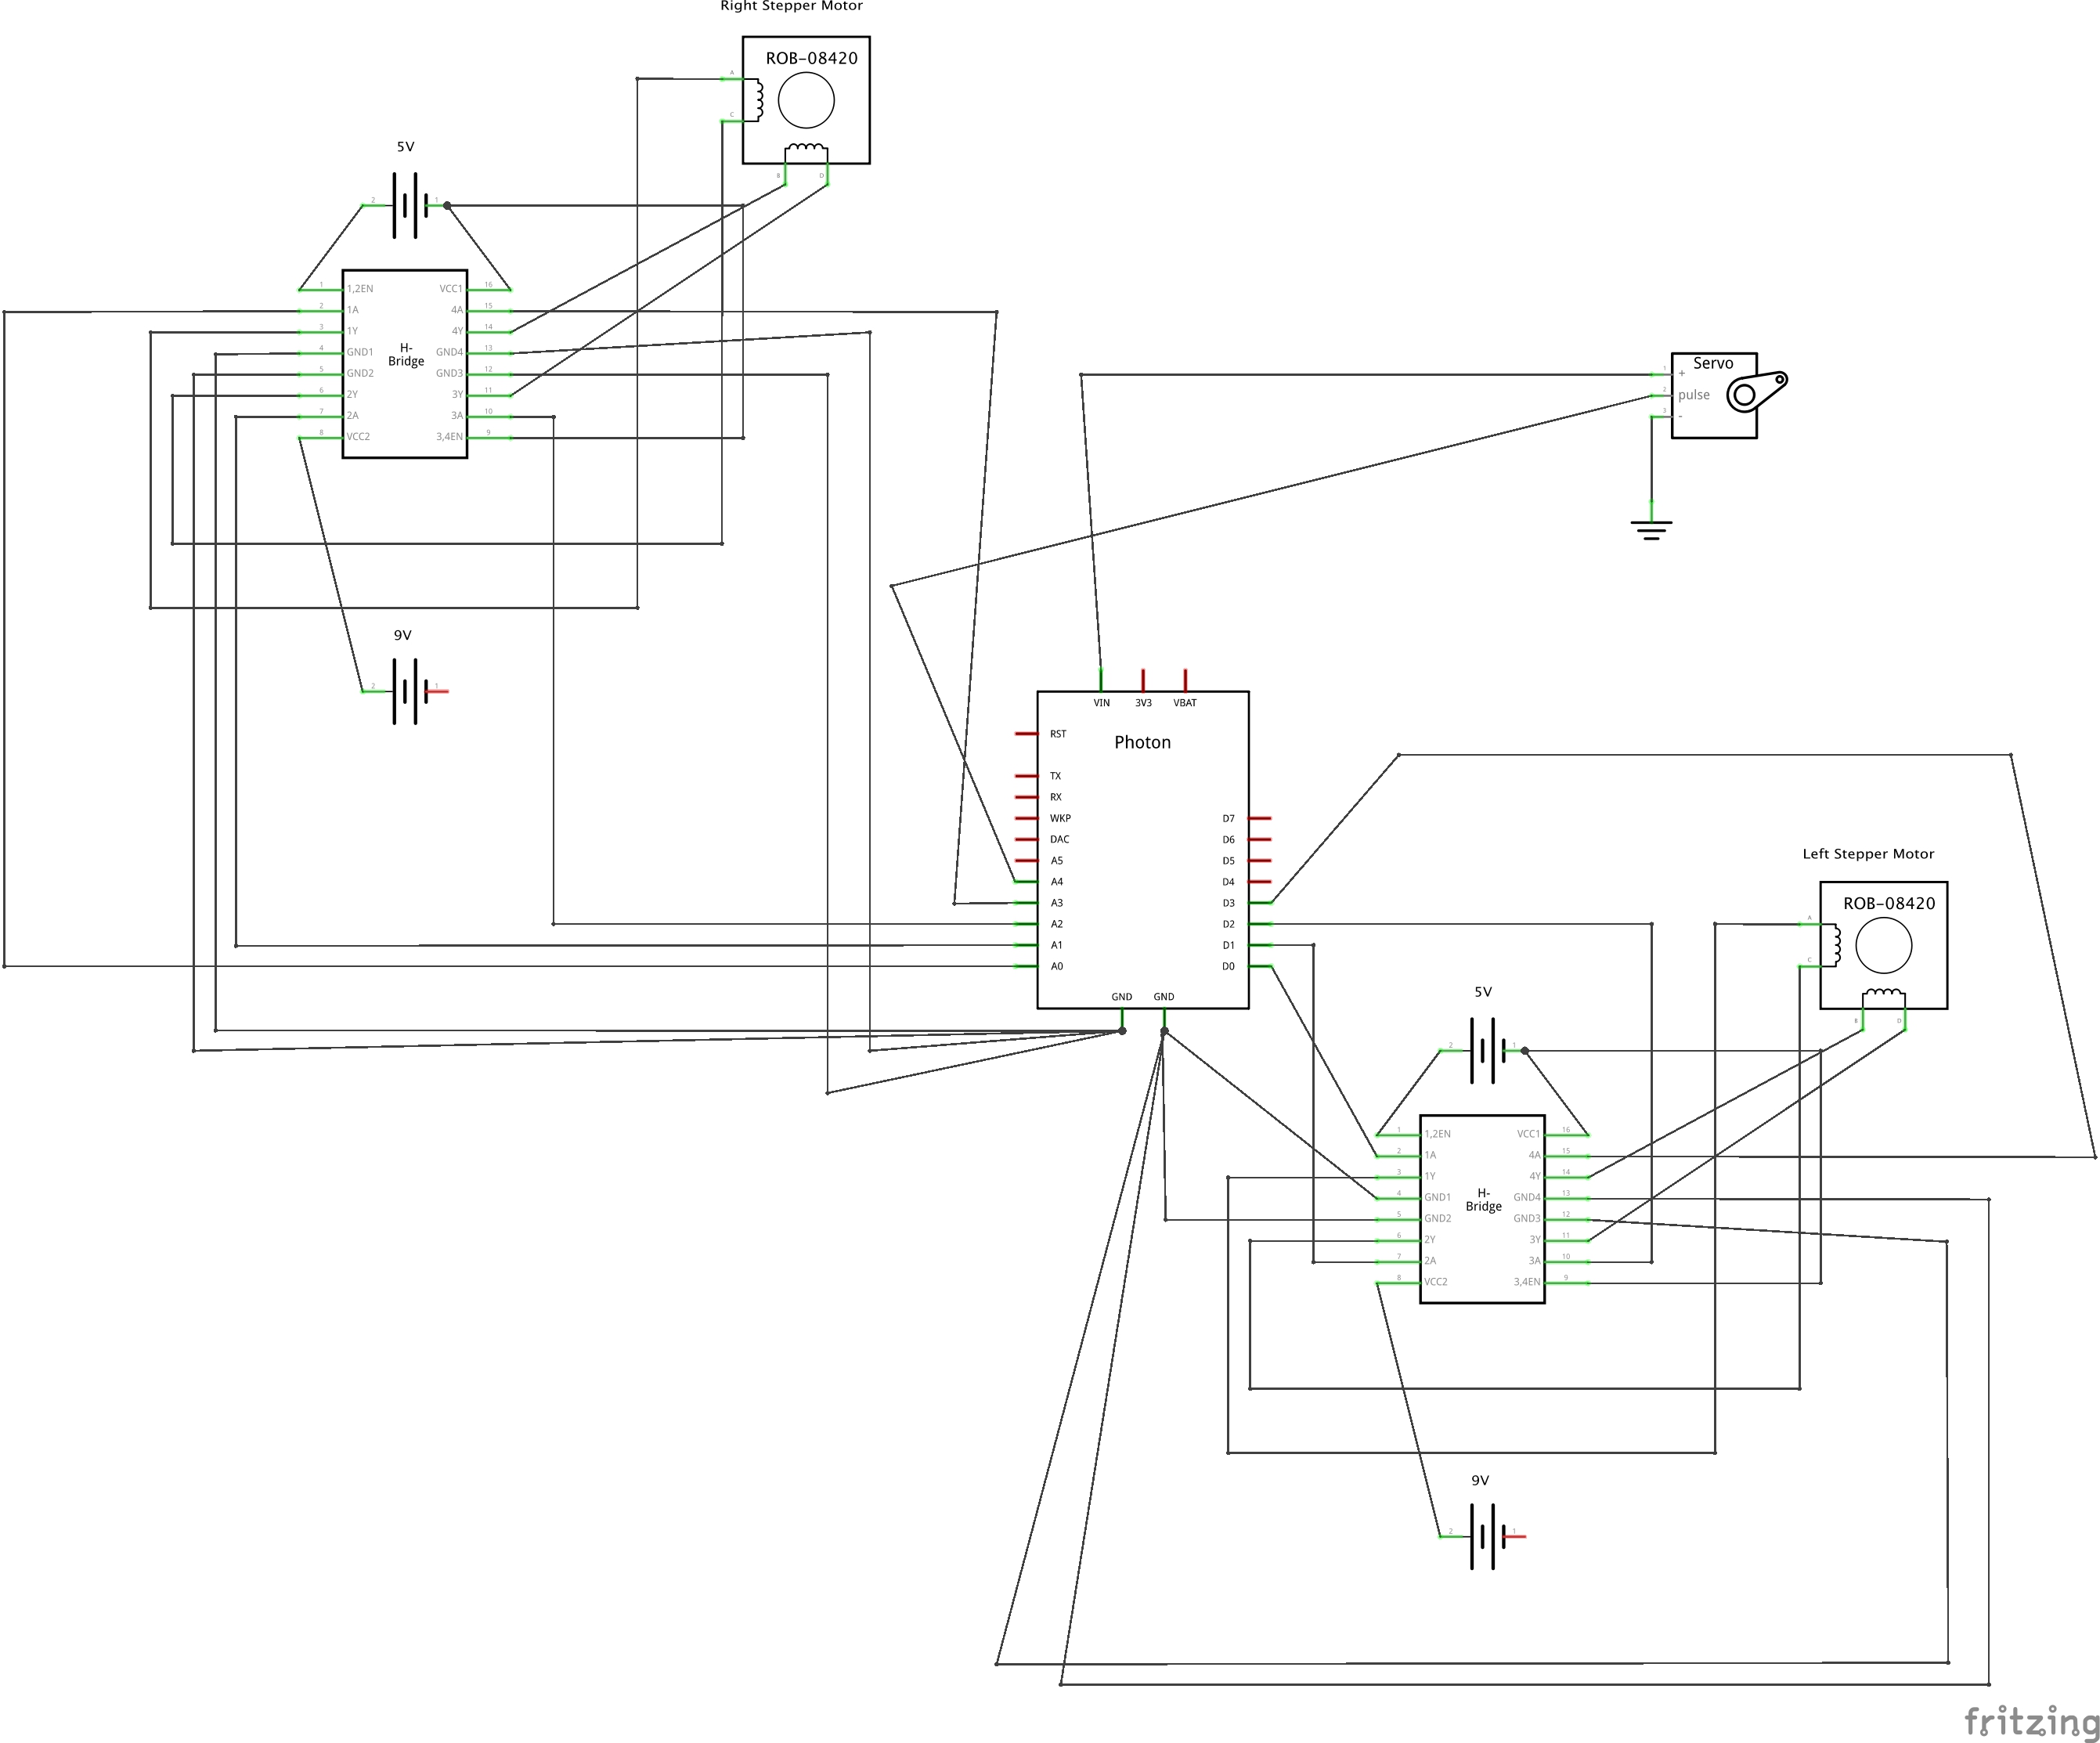 Right Stepper Motor
ROB-08420
A
C
B
D
5V
2
1
1
1,2EN
VCC1
16
2
1A
4A
15
3
1Y
4Y
14
4
GND1
GND4
13
H-
Bridge
5
GND2
GND3
12
6
2Y
3Y
11
7
2A
3A
10
8
VCC2
3,4EN
9
9V
2
1
Servo
1
+
2
pulse
3
-
VIN
3V3
VBAT
Photon
RST
TX
RX
WKP
D7
DAC
D6
A5
D5
A4
D4
A3
D3
A2
D2
A1
D1
A0
D0
GND
GND
Left Stepper Motor
ROB-08420
A
C
B
D
5V
2
1
1
1,2EN
VCC1
16
2
1A
4A
15
3
1Y
4Y
14
4
GND1
GND4
13
H-
Bridge
5
GND2
GND3
12
6
2Y
3Y
11
7
2A
3A
10
8
VCC2
3,4EN
9
9V
2
1
fritzing